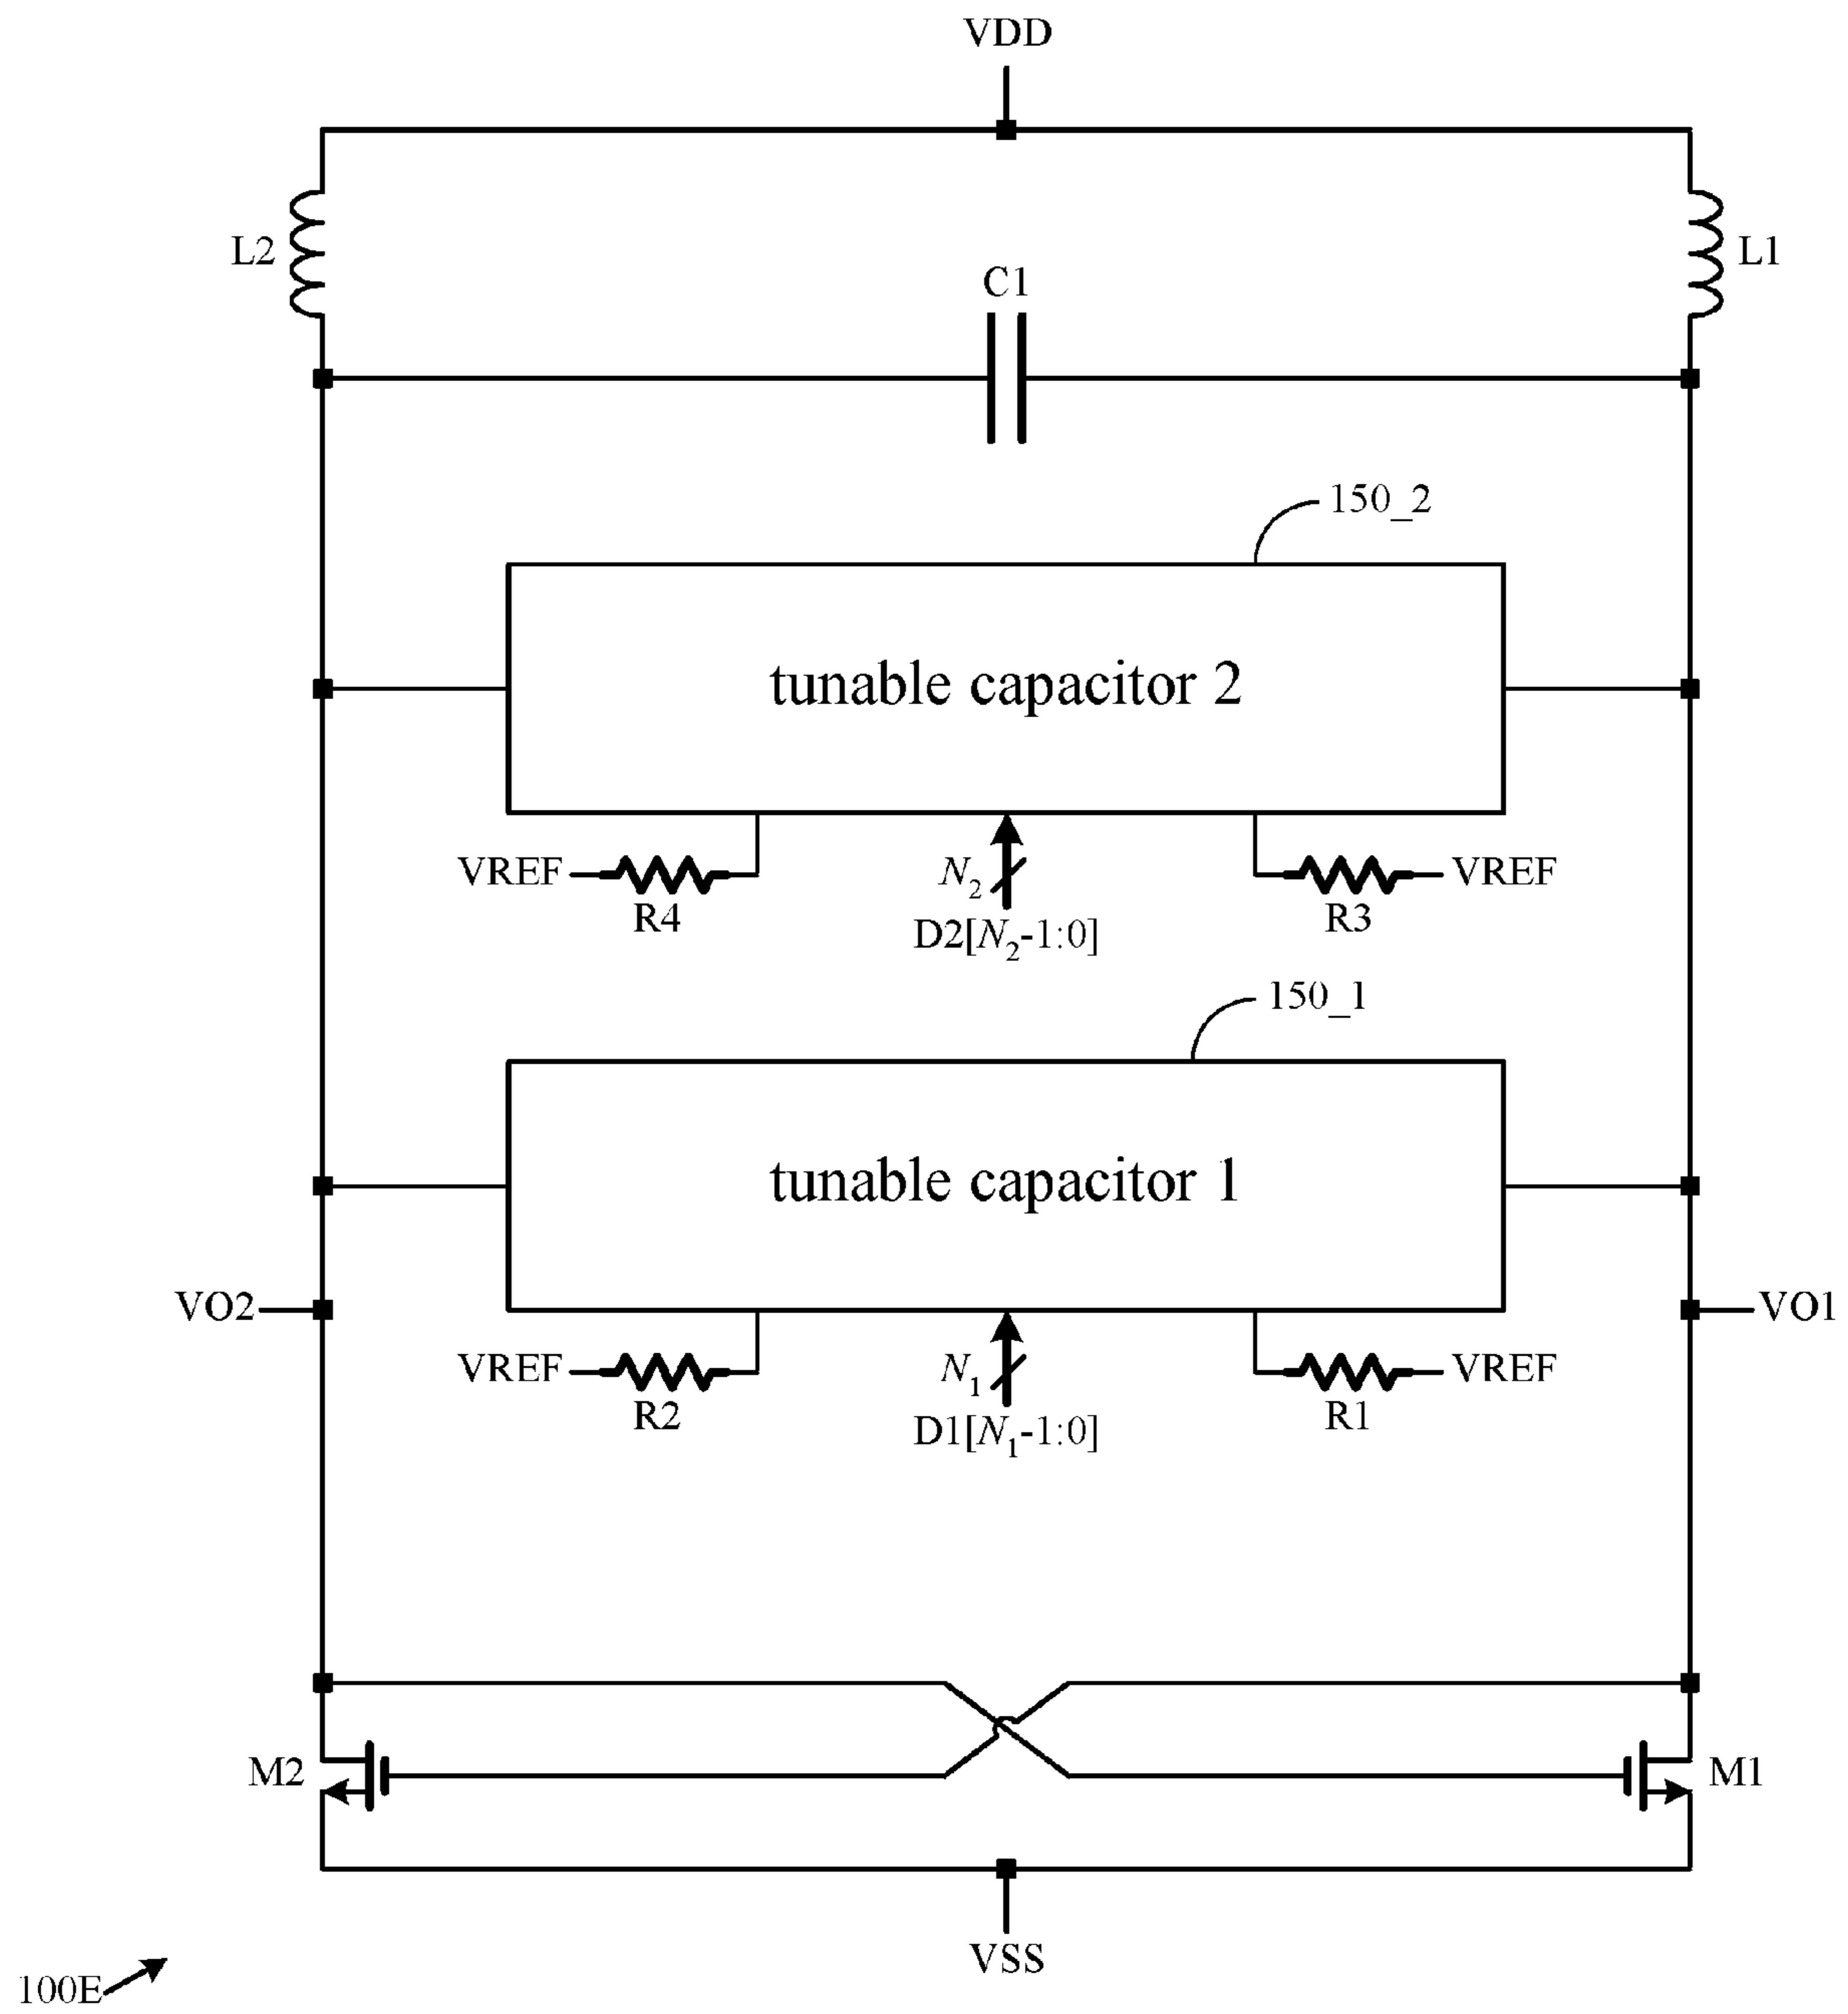 VDD
L2
L1
C1
150_2
tunable capacitor 2
VREF
N2
VREF
R4
D2[N2-1:0]
R3
150_1
tunable capacitor 1
VO2
VO1
VREF
N1
VREF
R2
D1[N1-1:0]
R1
M2
M1
VSS
100E